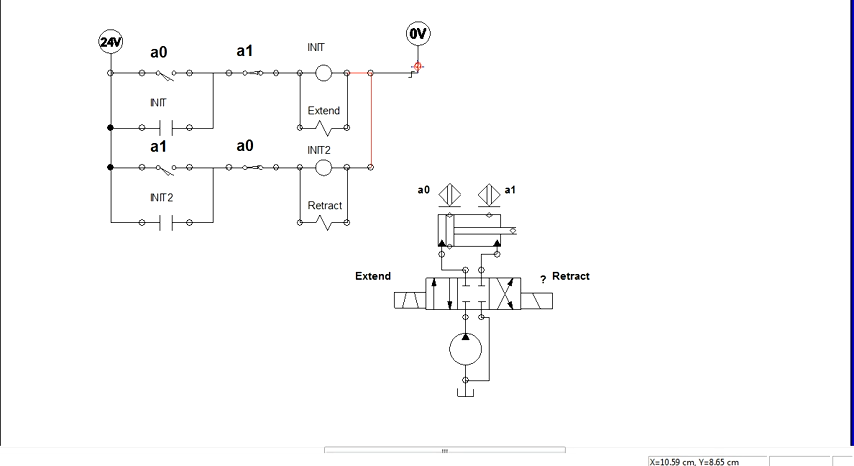 24V
0V
a0
a1
INIT
INIT
Extend
a1
a0
INIT2
INIT2
Retract
a0
a1
Extend
? Retract
X=10.59 cm, Y=8.65 cm